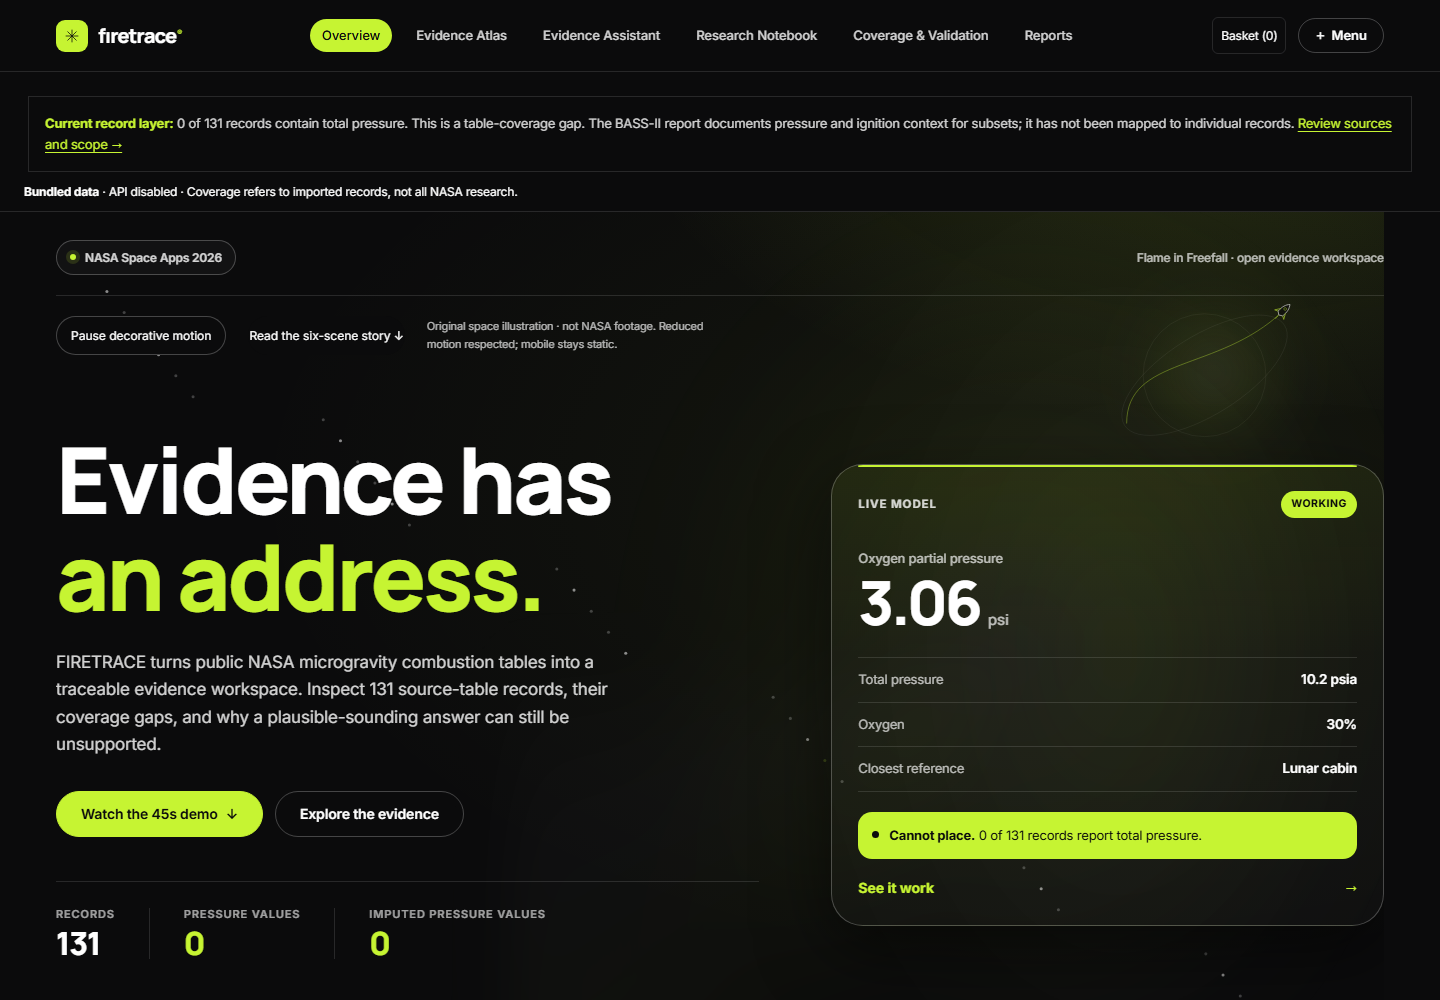 firetrace
Overview
Evidence Atlas
Evidence Assistant
Research Notebook
Coverage & Validation
Reports
Basket (0)
+ Menu
Current record layer: 0 of 131 records contain total pressure. This is a table-coverage gap. The BASS-II report documents pressure and ignition context for subsets; it has not been mapped to individual records. Review sources
and scope →
Bundled data · API disabled · Coverage refers to imported records, not all NASA research.
NASA Space Apps 2026
Flame in Freefall · open evidence workspace
Pause decorative motion
Read the six-scene story ↓
Original space illustration · not NASA footage. Reduced
motion respected; mobile stays static.
Evidence has
an address.
FIRETRACE turns public NASA microgravity combustion tables into a
traceable evidence workspace. Inspect 131 source-table records, their
coverage gaps, and why a plausible-sounding answer can still be
unsupported.
Watch the 45s demo ↓
Explore the evidence
RECORDS
131
PRESSURE VALUES
0
IMPUTED PRESSURE VALUES
0
LIVE MODEL
WORKING
Oxygen partial pressure
3.06 psi
Total pressure
10.2 psia
Oxygen
30%
Closest reference
Lunar cabin
Cannot place. 0 of 131 records report total pressure.
See it work →